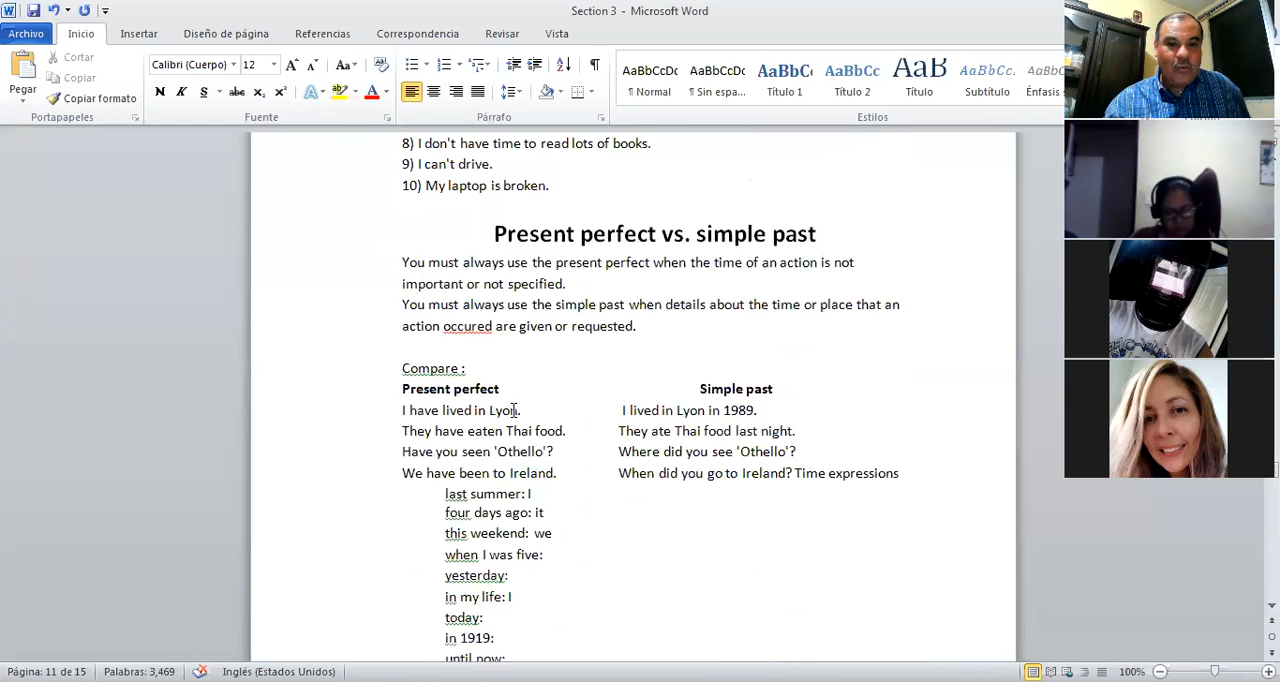 Section 3 - Microsoft Word
Archivo Inicio Insertar Diseño de página Referencias Correspondencia Revisar Vista
Pegar
Cortar
Copiar
Copiar formato
Portapapeles
Calibri (Cuerpo) 12
Fuente
Párrafo
AaBbCcDc AaBbCcDc AaBbC AaBbCc AaB AaBbCc.
¶ Normal ¶ Sin espa... Título 1 Título 2 Título Subtítulo Énfasis
Estilos
8) I don't have time to read lots of books.
9) I can't drive.
10) My laptop is broken.
Present perfect vs. simple past
You must always use the present perfect when the time of an action is not
important or not specified.
You must always use the simple past when details about the time or place that an
action occured are given or requested.
Compare :
Present perfect Simple past
I have lived in Lyon. I lived in Lyon in 1989.
They have eaten Thai food. They ate Thai food last night.
Have you seen 'Othello'? Where did you see 'Othello'?
We have been to Ireland. When did you go to Ireland? Time expressions
last summer: I
four days ago: it
this weekend: we
when I was five:
yesterday:
in my life: I
today:
in 1919:
until now:
Página: 11 de 15 Palabras: 3,469 Inglés (Estados Unidos) 100%